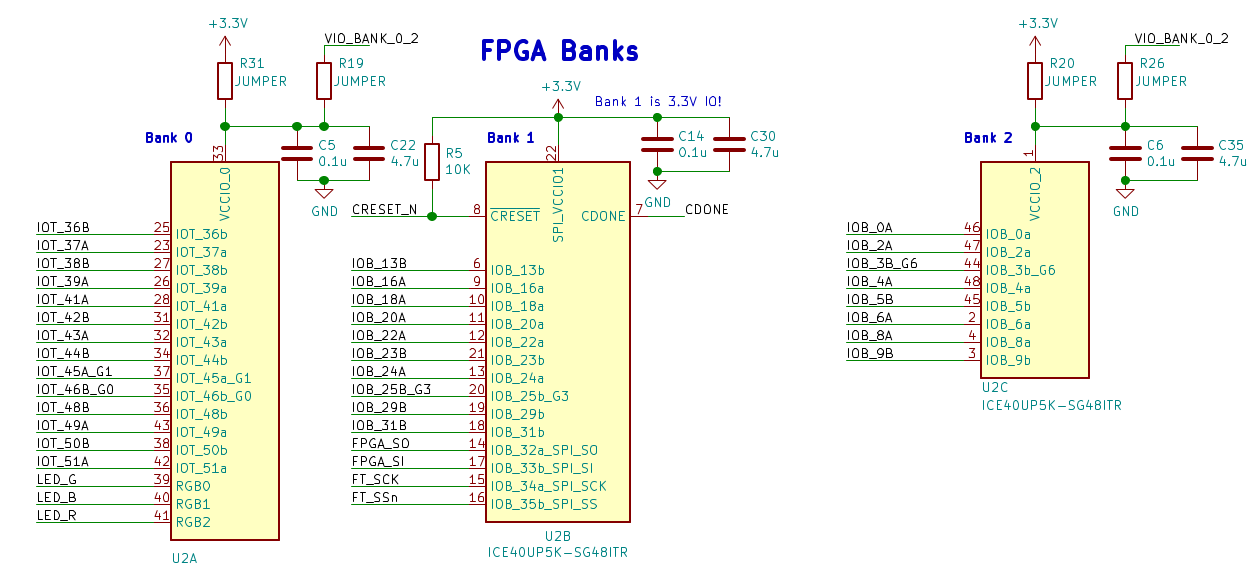 FPGA Banks
+3.3V
VIO_BANK_0_2
R31
JUMPER
R19
JUMPER
Bank 0
C5
0.1u
C22
4.7u
GND
33
VCCIO_0
IOT_36B 25 IOT_36b
IOT_37A 23 IOT_37a
IOT_38B 27 IOT_38b
IOT_39A 26 IOT_39a
IOT_41A 28 IOT_41a
IOT_42B 31 IOT_42b
IOT_43A 32 IOT_43a
IOT_44B 34 IOT_44b
IOT_45A_G1 37 IOT_45a_G1
IOT_46B_G0 35 IOT_46b_G0
IOT_48B 36 IOT_48b
IOT_49A 43 IOT_49a
IOT_50B 38 IOT_50b
IOT_51A 42 IOT_51a
LED_G 39 RGB0
LED_B 40 RGB1
LED_R 41 RGB2
U2A
+3.3V
Bank 1 is 3.3V IO!
Bank 1
R5
10K
C14
0.1u
C30
4.7u
GND
22
SPI_VCCIO1
CRESET_N 8 CRESET
CDONE 7 CDONE
IOB_13B 6 IOB_13b
IOB_16A 9 IOB_16a
IOB_18A 10 IOB_18a
IOB_20A 11 IOB_20a
IOB_22A 12 IOB_22a
IOB_23B 21 IOB_23b
IOB_24A 13 IOB_24a
IOB_25B_G3 20 IOB_25b_G3
IOB_29B 19 IOB_29b
IOB_31B 18 IOB_31b
FPGA_SO 14 IOB_32a_SPI_SO
FPGA_SI 17 IOB_33b_SPI_SI
FT_SCK 15 IOB_34a_SPI_SCK
FT_SSn 16 IOB_35b_SPI_SS
U2B
ICE40UP5K-SG48ITR
+3.3V
VIO_BANK_0_2
R20
JUMPER
R26
JUMPER
Bank 2
C6
0.1u
C35
4.7u
GND
1
VCCIO_2
IOB_0A 46 IOB_0a
IOB_2A 47 IOB_2a
IOB_3B_G6 44 IOB_3b_G6
IOB_4A 48 IOB_4a
IOB_5B 45 IOB_5b
IOB_6A 2 IOB_6a
IOB_8A 4 IOB_8a
IOB_9B 3 IOB_9b
U2C
ICE40UP5K-SG48ITR